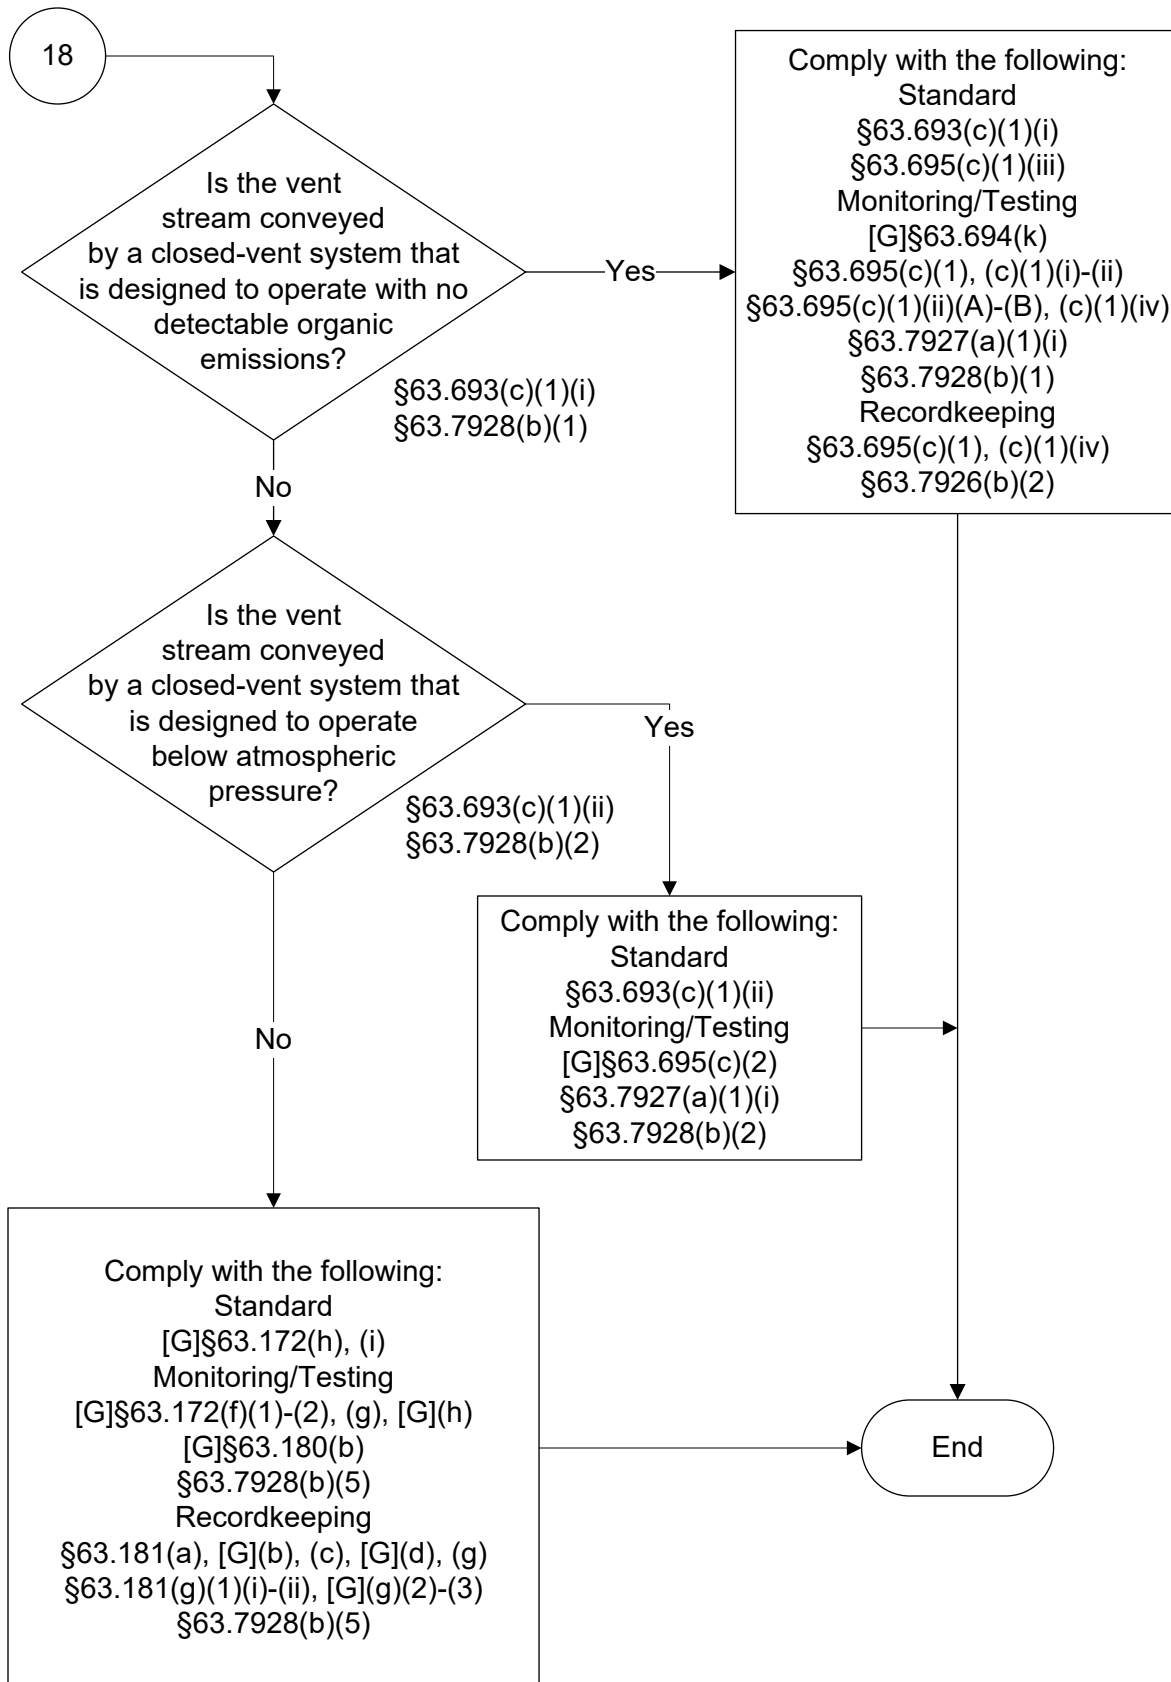 18
Is the vent
stream conveyed
by a closed-vent system that
is designed to operate with no
detectable organic
emissions?
§63.693(c)(1)(i)
§63.7928(b)(1)
Yes
Comply with the following:
Standard
§63.693(c)(1)(i)
§63.695(c)(1)(iii)
Monitoring/Testing
[G]§63.694(k)
§63.695(c)(1), (c)(1)(i)-(ii)
§63.695(c)(1)(ii)(A)-(B), (c)(1)(iv)
§63.7927(a)(1)(i)
§63.7928(b)(1)
Recordkeeping
§63.695(c)(1), (c)(1)(iv)
§63.7926(b)(2)
No
Is the vent
stream conveyed
by a closed-vent system that
is designed to operate
below atmospheric
pressure?
§63.693(c)(1)(ii)
§63.7928(b)(2)
Yes
Comply with the following:
Standard
§63.693(c)(1)(ii)
Monitoring/Testing
[G]§63.695(c)(2)
§63.7927(a)(1)(i)
§63.7928(b)(2)
No
Comply with the following:
Standard
[G]§63.172(h), (i)
Monitoring/Testing
[G]§63.172(f)(1)-(2), (g), [G](h)
[G]§63.180(b)
§63.7928(b)(5)
Recordkeeping
§63.181(a), [G](b), (c), [G](d), (g)
§63.181(g)(1)(i)-(ii), [G](g)(2)-(3)
§63.7928(b)(5)
End